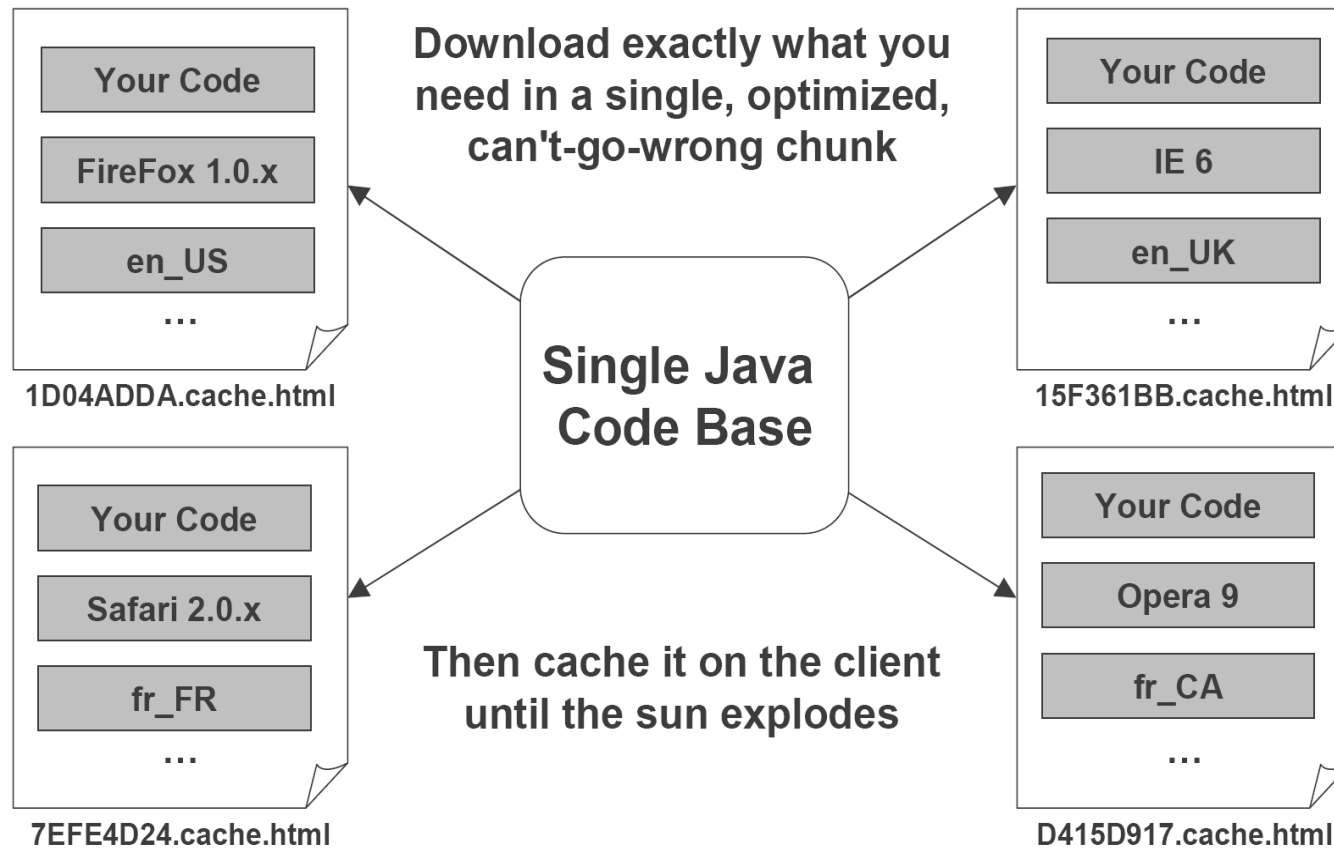 Your Code
FireFox 1.0.x
en_US
...
1D04ADDA.cache.html
Download exactly what you
need in a single, optimized,
can't-go-wrong chunk
Your Code
IE 6
en_UK
...
15F361BB.cache.html
Single Java
Code Base
Your Code
Safari 2.0.x
fr_FR
...
7EFE4D24.cache.html
Then cache it on the client
until the sun explodes
Your Code
Opera 9
fr_CA
...
D415D917.cache.html